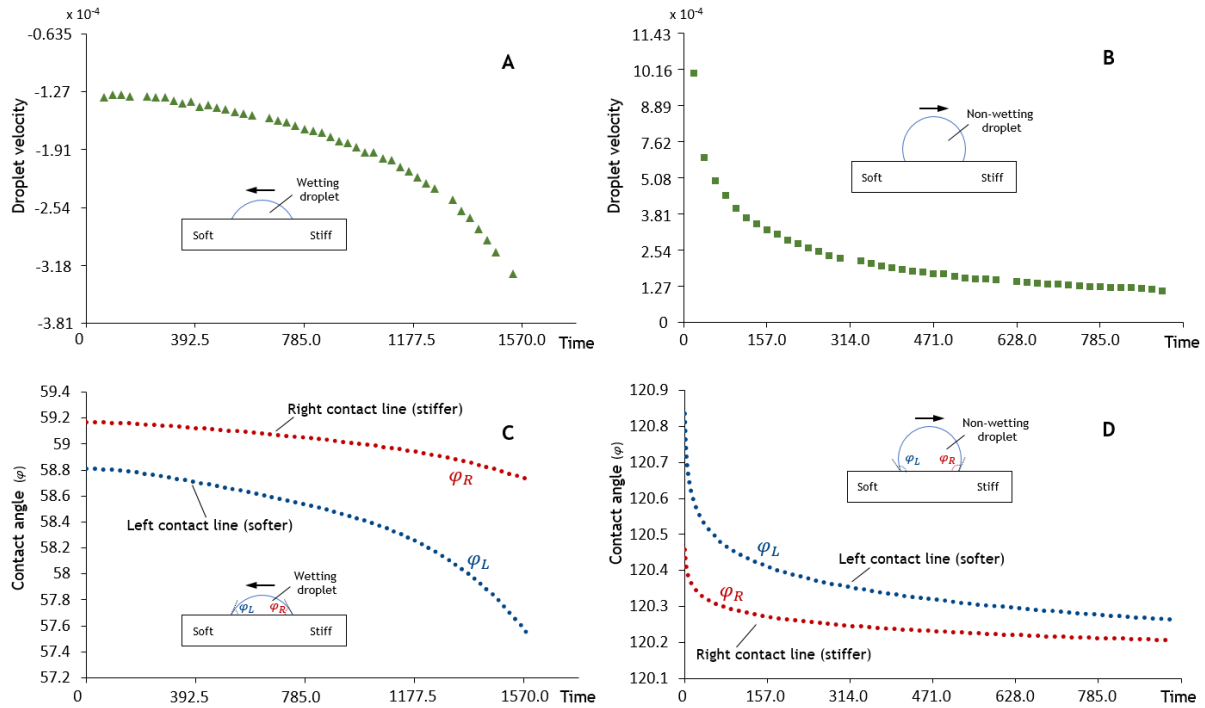 x 10⁻⁴
-0.635
-1.27
-1.91
-2.54
-3.18
-3.81
Droplet velocity
A
Wetting
droplet
Soft Stiff
0 392.5 785.0 1177.5 1570.0 Time
x 10⁻⁴
11.43
10.16
8.89
7.62
5.08
3.81
2.54
1.27
0
Droplet velocity
B
Non-wetting
droplet
Soft Stiff
0 157.0 314.0 471.0 628.0 785.0 Time
59.4
59.2
59
58.8
58.6
58.4
58.2
58
57.8
57.6
57.4
57.2
Contact angle (φ)
Right contact line (stiffer)
C
φR
Left contact line (softer)
φL
Wetting
droplet
φL φR
Soft Stiff
0 392.5 785.0 1177.5 1570.0 Time
120.9
120.8
120.7
120.6
120.5
120.4
120.3
120.2
120.1
Contact angle (φ)
D
Non-wetting
droplet
φL φR
Soft Stiff
φL
Left contact line (softer)
φR
Right contact line (stiffer)
0 157.0 314.0 471.0 628.0 785.0 Time